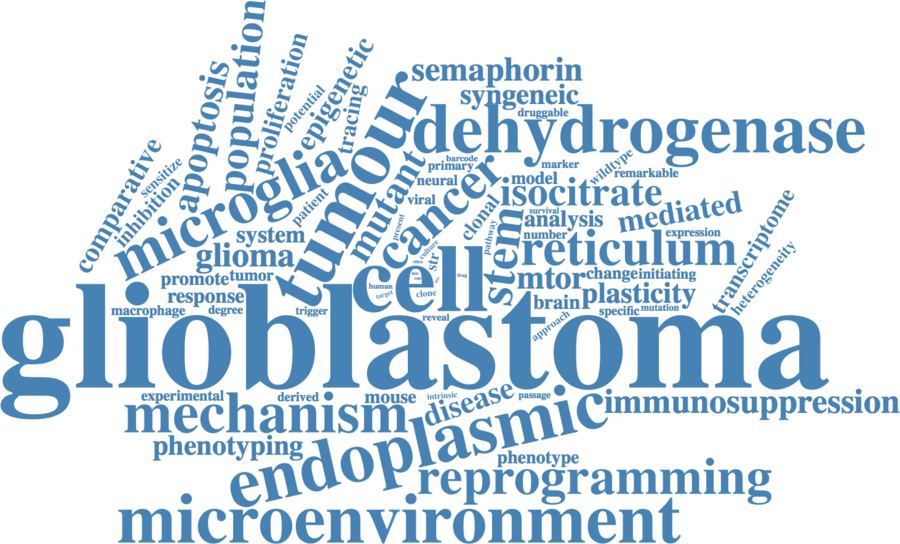 population
apoptosis
proliferation
potential
epigenetic
tracing
semaphorin
syngeneic
druggable
dehydrogenase
comparative
sensitize
inhibition
microglia
tumour
mutant
barcode
primary
neural
viral
cancer
clonal
marker
model
wildtype
remarkable
isocitrate
survival
analysis
number
mediated
expression
transcriptome
heterogeneity
patient
system
glioma
present
culture
str
pathway
stem
reticulum
promote
tumor
response
macrophage
degree
trigger
human
target
clone
cell
drug
reveal
mtor
change
initiating
brain
plasticity
specific
mutation
approach
glioblastoma
experimental
derived
mouse
intrinsic
passage
mechanism
disease
immunosuppression
phenotyping
endoplasmic
phenotype
reprogramming
microenvironment